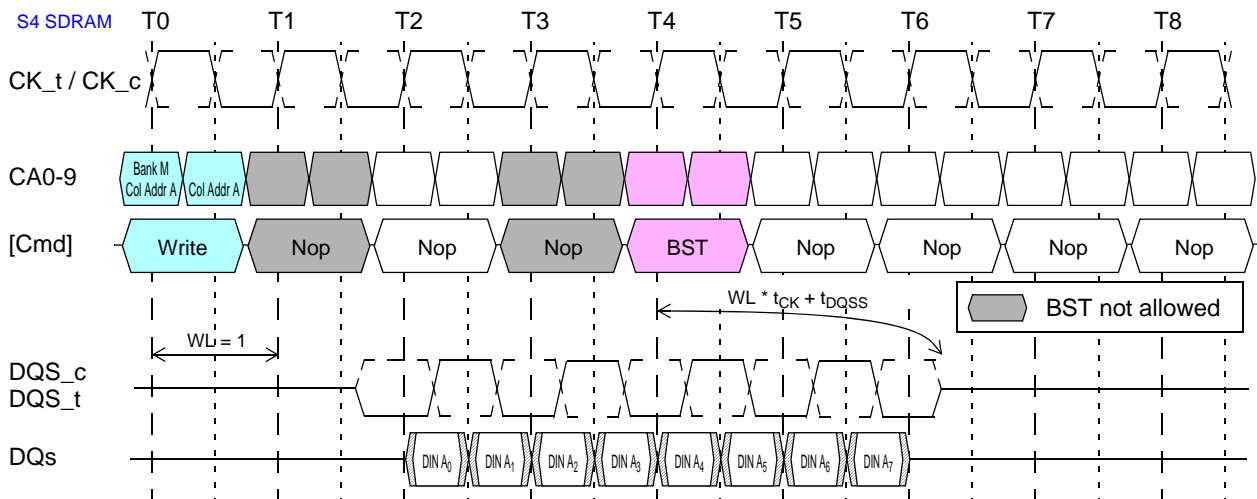 S4 SDRAM T0 T1 T2 T3 T4 T5 T6 T7 T8
CK_t / CK_c
CA0-9 Bank M Col Addr A Col Addr A
[Cmd] Write Nop Nop Nop BST Nop Nop Nop Nop
WL * tCK + tDQSS
BST not allowed
WL = 1
DQS_c
DQS_t
DQs DIN A0 DIN A1 DIN A2 DIN A3 DIN A4 DIN A5 DIN A6 DIN A7